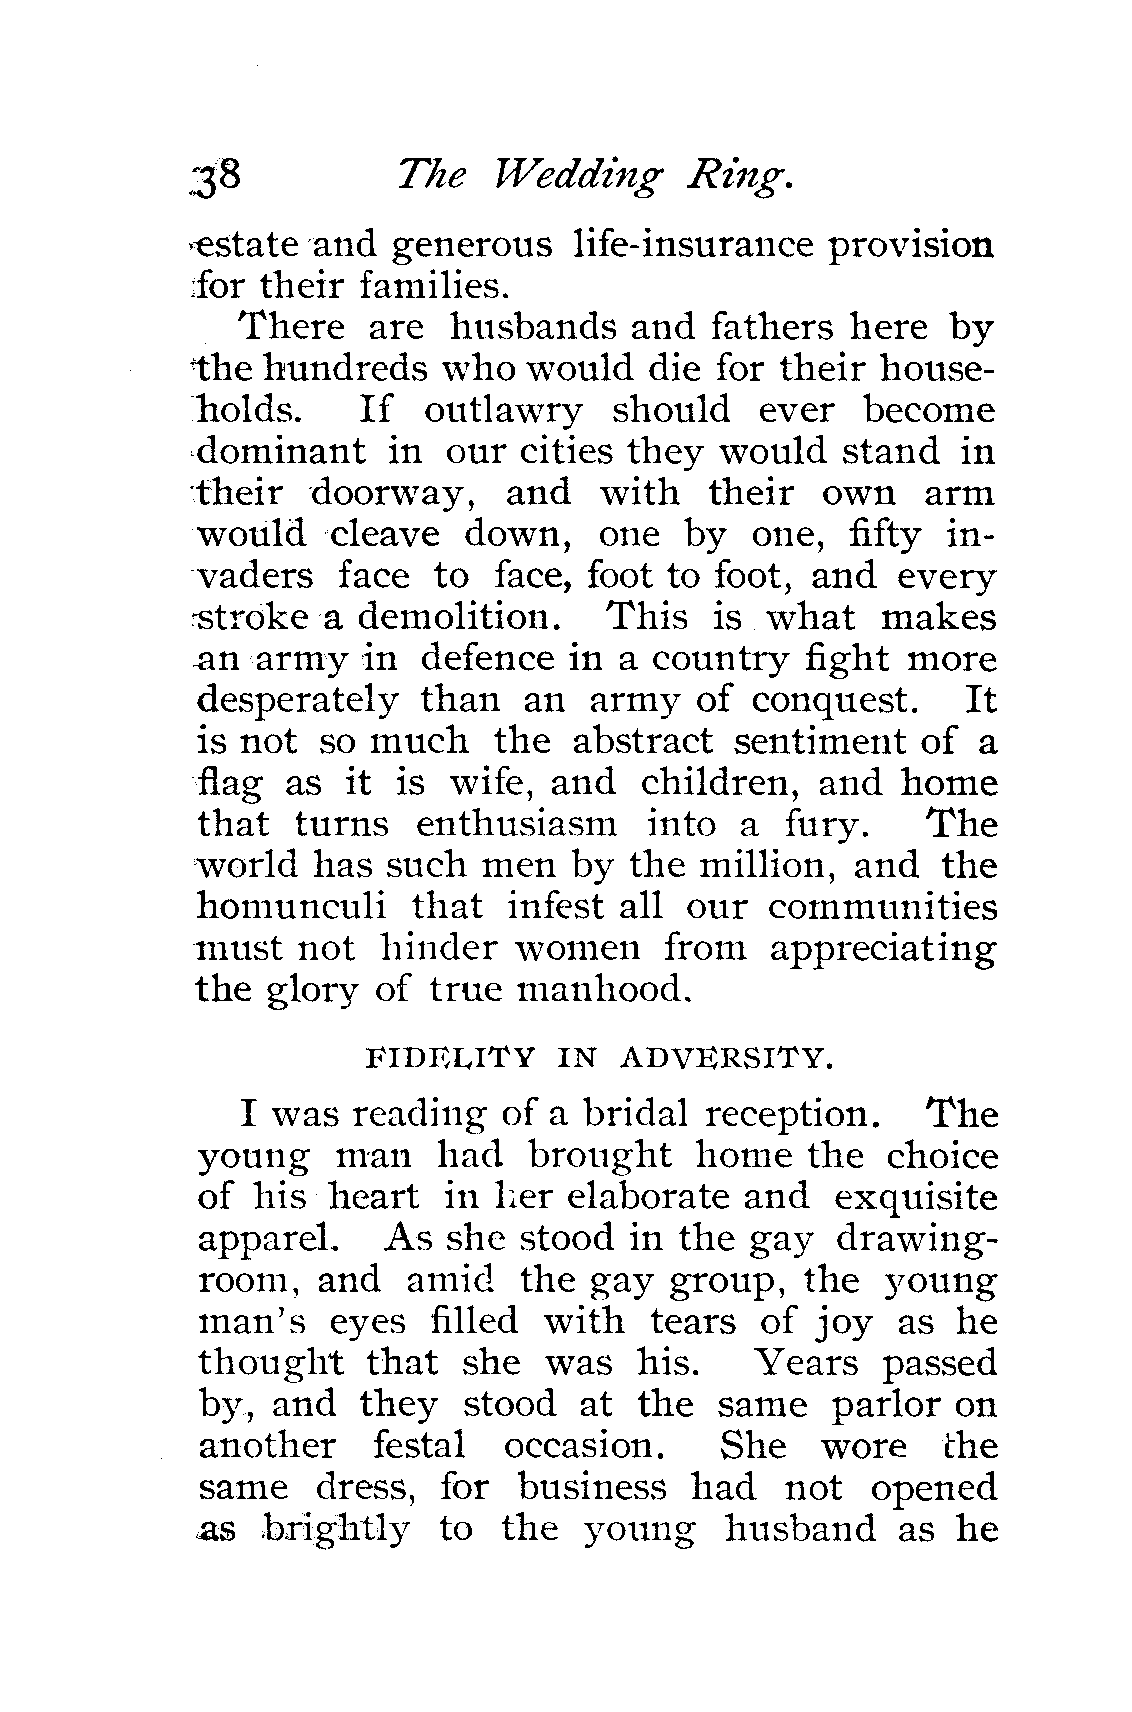 38 The Wedding Ring.
estate and generous life-insurance provision
for their families.
There are husbands and fathers here by
the hundreds who would die for their house-
holds. If outlawry should ever become
dominant in our cities they would stand in
their doorway, and with their own arm
would cleave down, one by one, fifty in-
vaders face to face, foot to foot, and every
stroke a demolition. This is what makes
an army in defence in a country fight more
desperately than an army of conquest. It
is not so much the abstract sentiment of a
flag as it is wife, and children, and home
that turns enthusiasm into a fury. The
world has such men by the million, and the
homunculi that infest all our communities
must not hinder women from appreciating
the glory of true manhood.
FIDELITY IN ADVERSITY.
I was reading of a bridal reception. The
young man had brought home the choice
of his heart in her elaborate and exquisite
apparel. As she stood in the gay drawing-
room, and amid the gay group, the young
man's eyes filled with tears of joy as he
thought that she was his. Years passed
by, and they stood at the same parlor on
another festal occasion. She wore the
same dress, for business had not opened
as brightly to the young husband as he